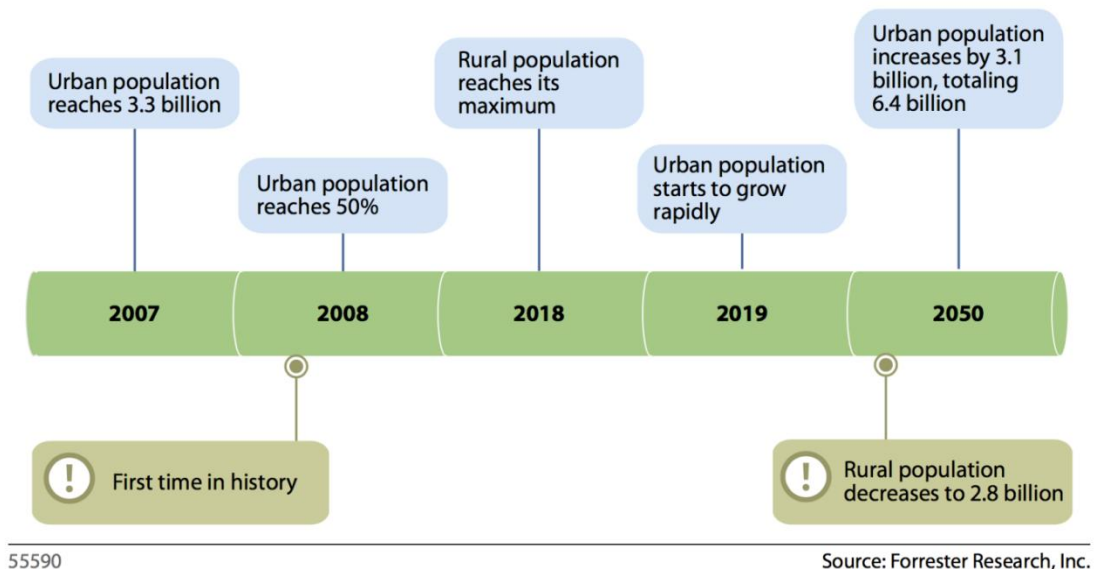 Urban population
reaches 3.3 billion
Urban population
reaches 50%
Rural population
reaches its
maximum
Urban population
starts to grow
rapidly
Urban population
increases by 3.1
billion, totaling
6.4 billion
2007
2008
2018
2019
2050
!
First time in history
!
Rural population
decreases to 2.8 billion
55590
Source: Forrester Research, Inc.